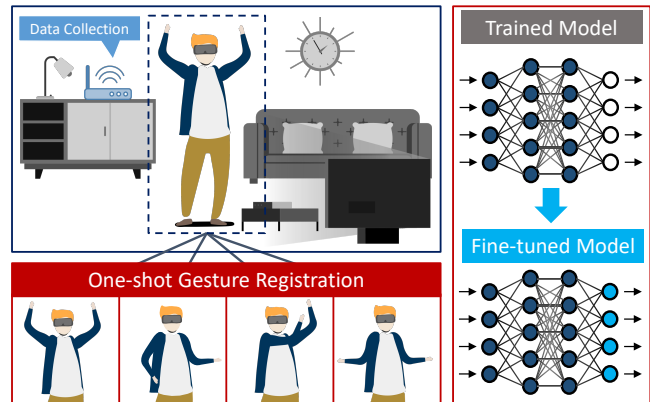 Data Collection
One-shot Gesture Registration
Trained Model
Fine-tuned Model